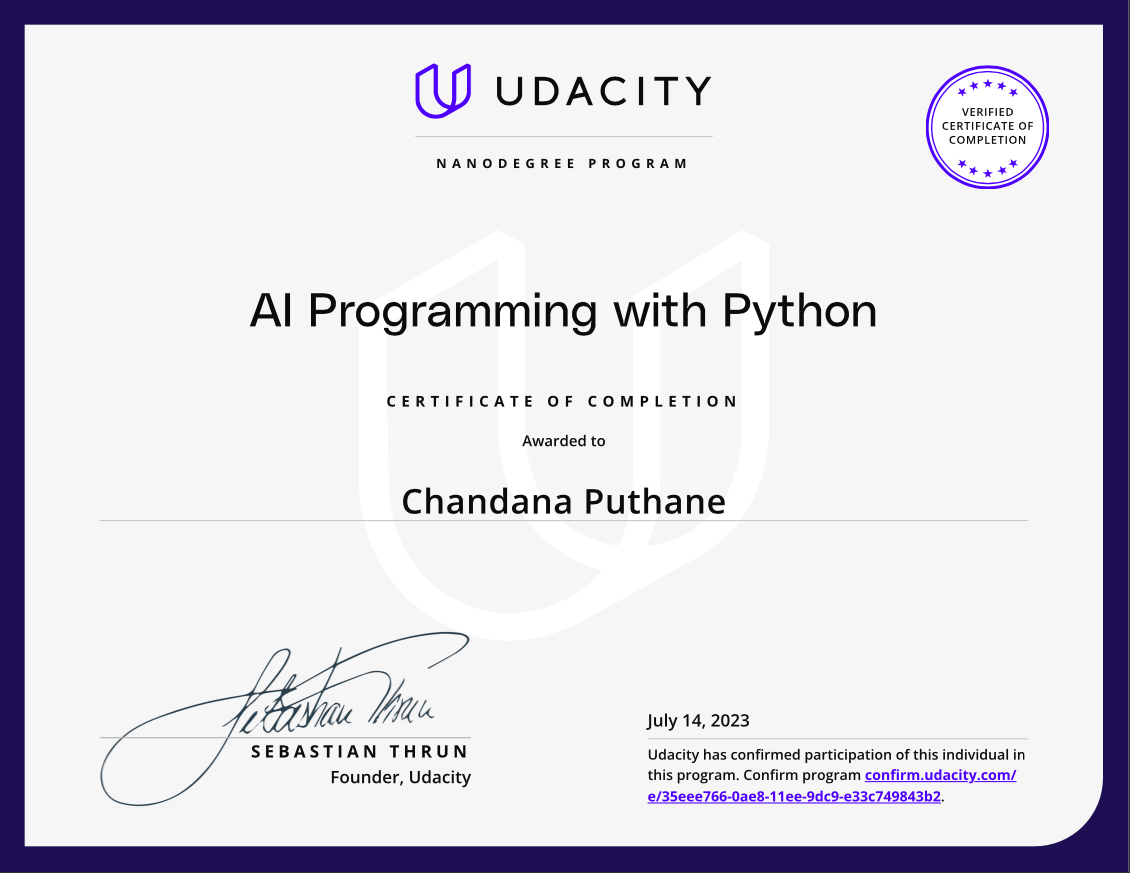 UDACITY
NANODEGREE PROGRAM
VERIFIED
CERTIFICATE OF
COMPLETION
AI Programming with Python
CERTIFICATE OF COMPLETION
Awarded to
Chandana Puthane
Sebastian Thrun
SEBASTIAN THRUN
Founder, Udacity
July 14, 2023
Udacity has confirmed participation of this individual in
this program. Confirm program confirm.udacity.com/
e/35eee766-0ae8-11ee-9dc9-e33c749843b2.